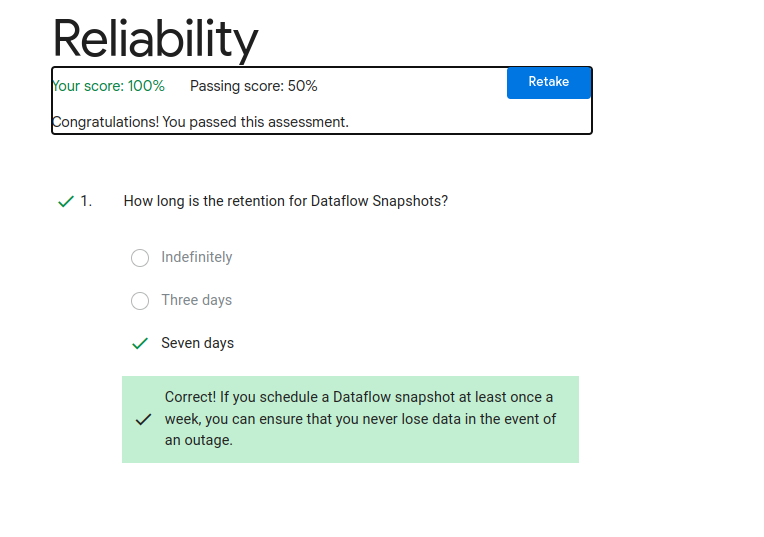 Reliability
Your score: 100% Passing score: 50%
Retake
Congratulations! You passed this assessment.
1. How long is the retention for Dataflow Snapshots?
Indefinitely
Three days
Seven days
Correct! If you schedule a Dataflow snapshot at least once a
week, you can ensure that you never lose data in the event of
an outage.